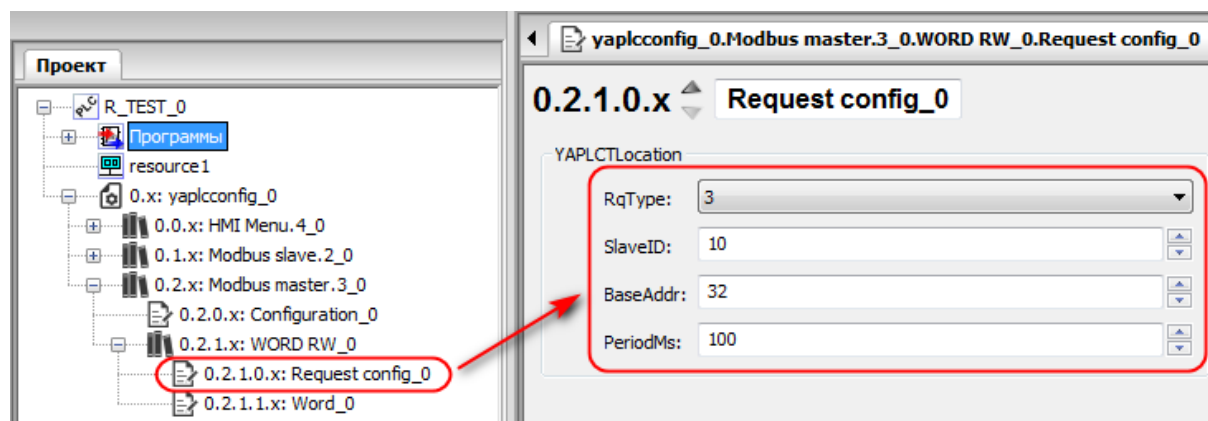 Проект
R_TEST_0
Программы
resource1
0.x: yaplcconfig_0
0.0.x: HMI Menu.4_0
0.1.x: Modbus slave.2_0
0.2.x: Modbus master.3_0
0.2.0.x: Configuration_0
0.2.1.x: WORD RW_0
0.2.1.0.x: Request config_0
0.2.1.1.x: Word_0
yaplcconfig_0.Modbus master.3_0.WORD RW_0.Request config_0
0.2.1.0.x Request config_0
YAPLCTLocation
RqType: 3
SlaveID: 10
BaseAddr: 32
PeriodMs: 100